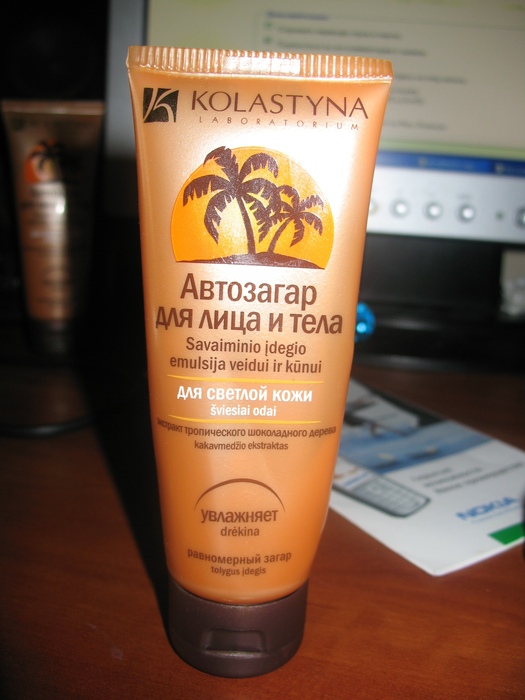 KOLASTYNA
LABORATORIUM
Автозагар
для лица и тела
Savaiminio įdegio
emulsija veidui ir kūnui
для светлой кожи
šviesiai odai
экстракт тропического шоколадного дерева
kakavmedžio ekstraktas
увлажняет
drėkina
равномерный загар
tolygus įdegis
NOKIA